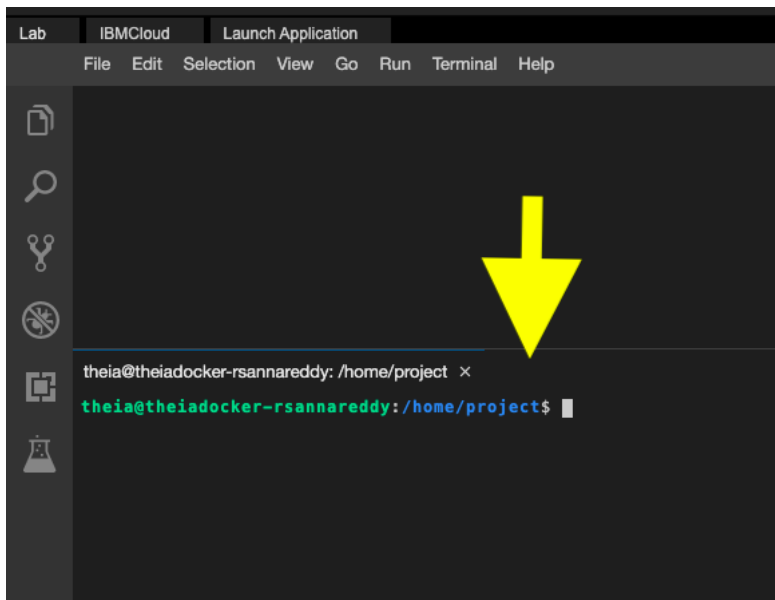 Lab IBMCloud Launch Application
File Edit Selection View Go Run Terminal Help
theia@theiadocker-rsannareddy: /home/project ×
theia@theiadocker-rsannareddy:/home/project$